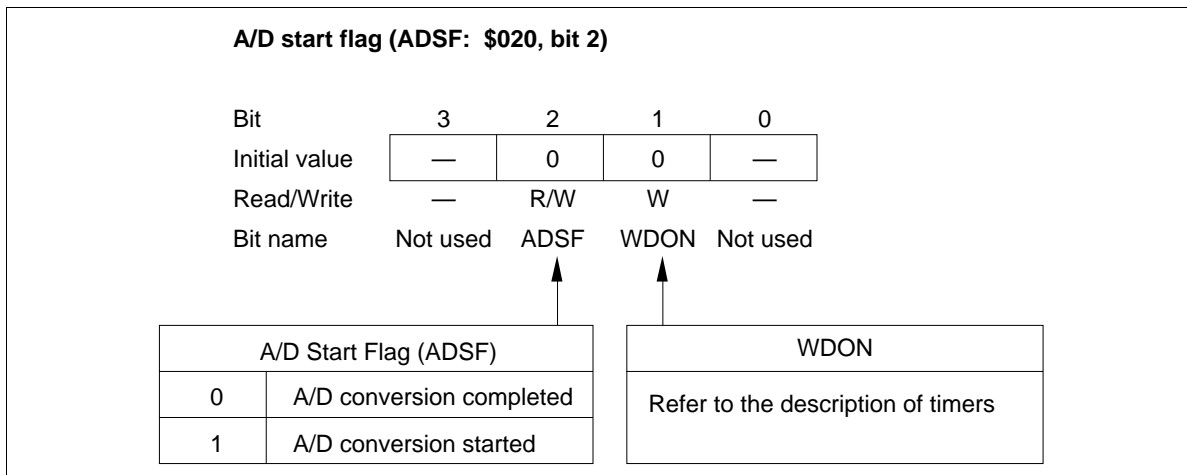 A/D start flag (ADSF: $020, bit 2)
Bit 3 2 1 0
Initial value — 0 0 —
Read/Write — R/W W —
Bit name Not used ADSF WDON Not used
A/D Start Flag (ADSF)
0 A/D conversion completed
1 A/D conversion started
WDON
Refer to the description of timers